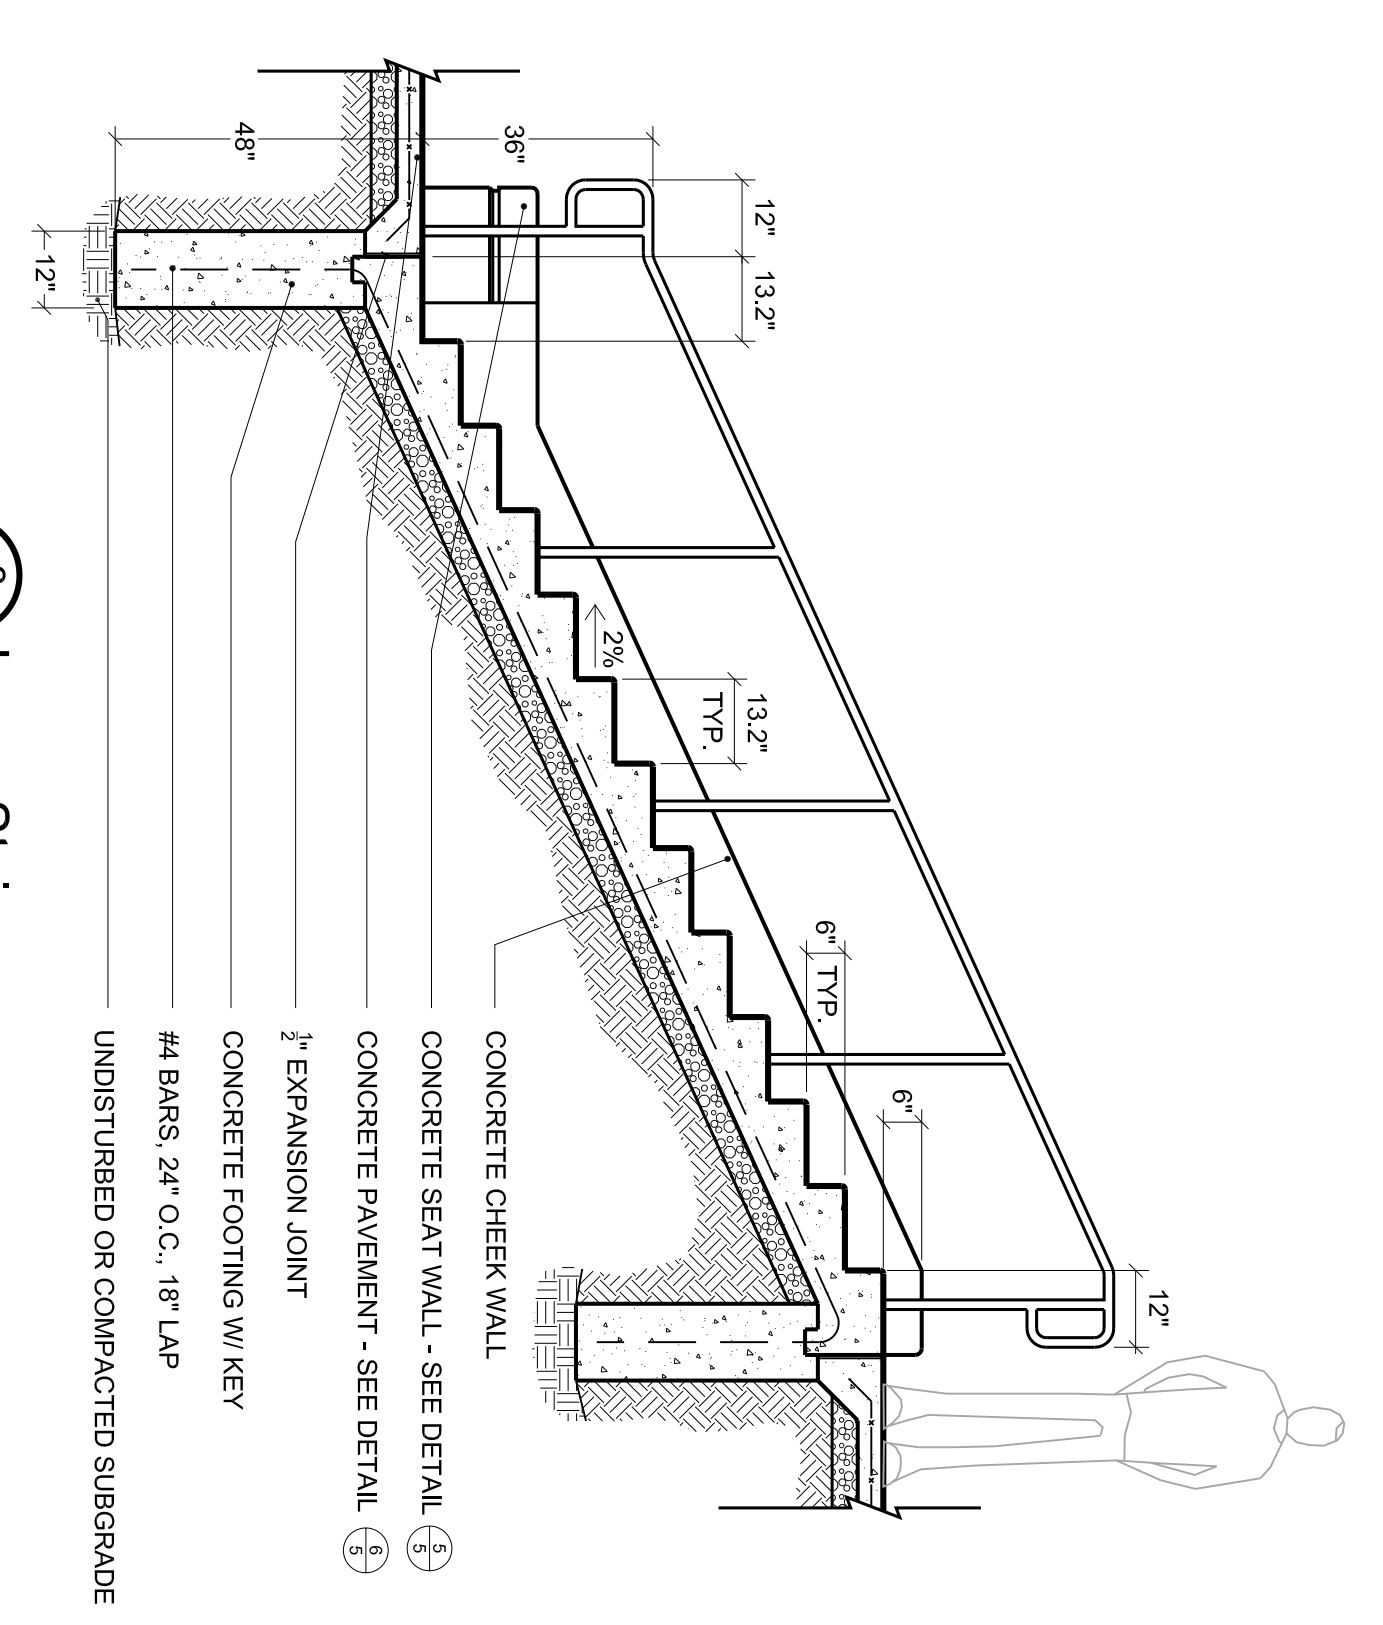 12"
6"
6" TYP.
13.2"
TYP.
2%
12"
13.2"
36"
48"
12"
CONCRETE CHEEK WALL
CONCRETE SEAT WALL - SEE DETAIL 5/5
CONCRETE PAVEMENT - SEE DETAIL 6/5
1/2" EXPANSION JOINT
CONCRETE FOOTING W/ KEY
#4 BARS, 24" O.C., 18" LAP
UNDISTURBED OR COMPACTED SUBGRADE